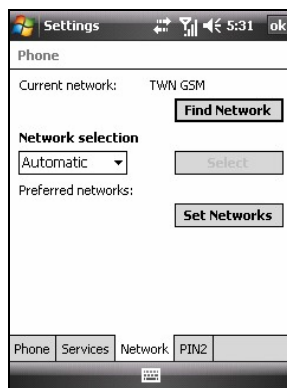 Settings 5:31 ok
Phone
Current network: TWN GSM
Find Network
Network selection
Automatic Select
Preferred networks:
Set Networks
Phone Services Network PIN2